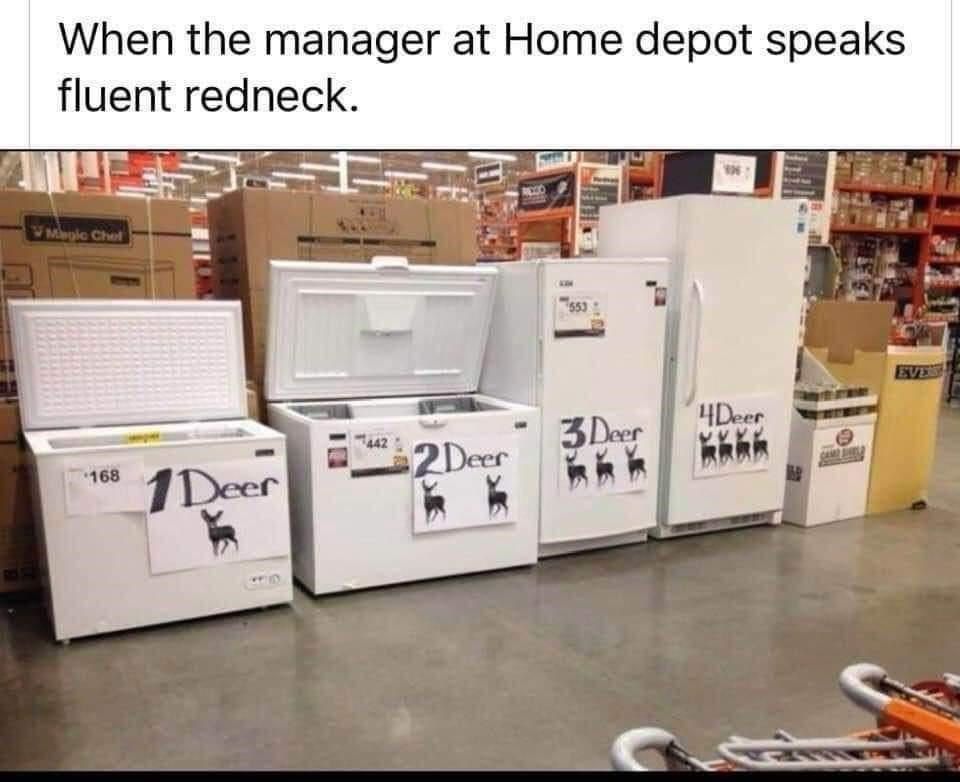 When the manager at Home depot speaks
fluent redneck.
Magic Chef
$168
1 Deer
$442
2 Deer
$553
3 Deer
4 Deer
EVER